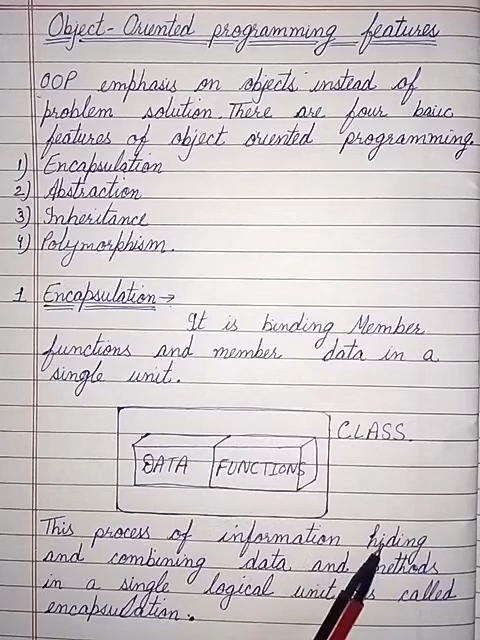 Object-Oriented programming features
OOP emphasis on objects instead of
problem solution. There are four basic
features of object oriented programming.
1) Encapsulation
2) Abstraction
3) Inheritance
4) Polymorphism.
1 Encapsulation →
It is binding Member
functions and member data in a
single unit.
CLASS.
DATA FUNCTIONS
This process of information hiding
and combining data and methods
in a single logical unit is called
encapsulation.